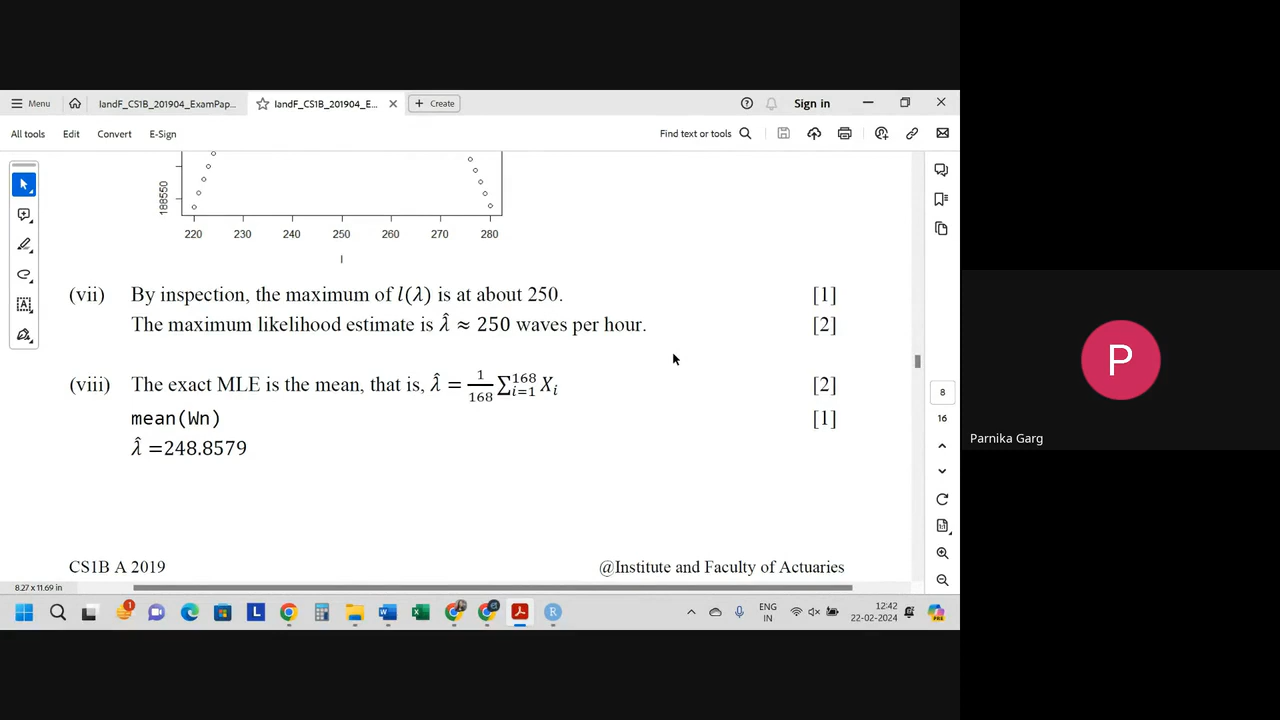 Menu
IandF_CS1B_201904_ExamPap...
IandF_CS1B_201904_E...
Create
Sign in
All tools
Edit
Convert
E-Sign
Find text or tools
188550
220 230 240 250 260 270 280
l
(vii) By inspection, the maximum of l(λ) is at about 250. [1]
The maximum likelihood estimate is λ̂ ≈ 250 waves per hour. [2]
(viii) The exact MLE is the mean, that is, λ̂ = 1/168 ∑_{i=1}^{168} X_i [2]
mean(Wn) [1]
λ̂ =248.8579
CS1B A 2019 @Institute and Faculty of Actuaries
8
16
8.27 x 11.69 in
P
Parnika Garg
ENG
IN
12:42
22-02-2024